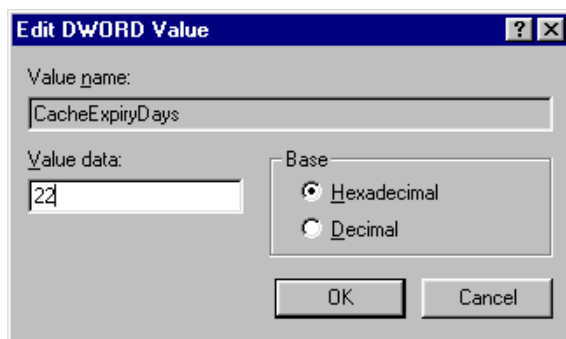 Edit DWORD Value
Value name:
CacheExpiryDays
Value data:
22
Base
Hexadecimal
Decimal
OK
Cancel